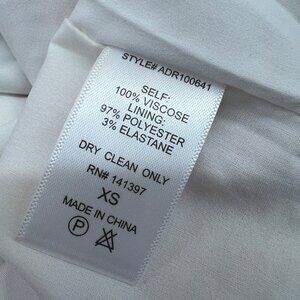 STYLE# ADR100641
SELF:
100% VISCOSE
LINING:
97% POLYESTER
3% ELASTANE
DRY CLEAN ONLY
RN# 141397
XS
MADE IN CHINA
P